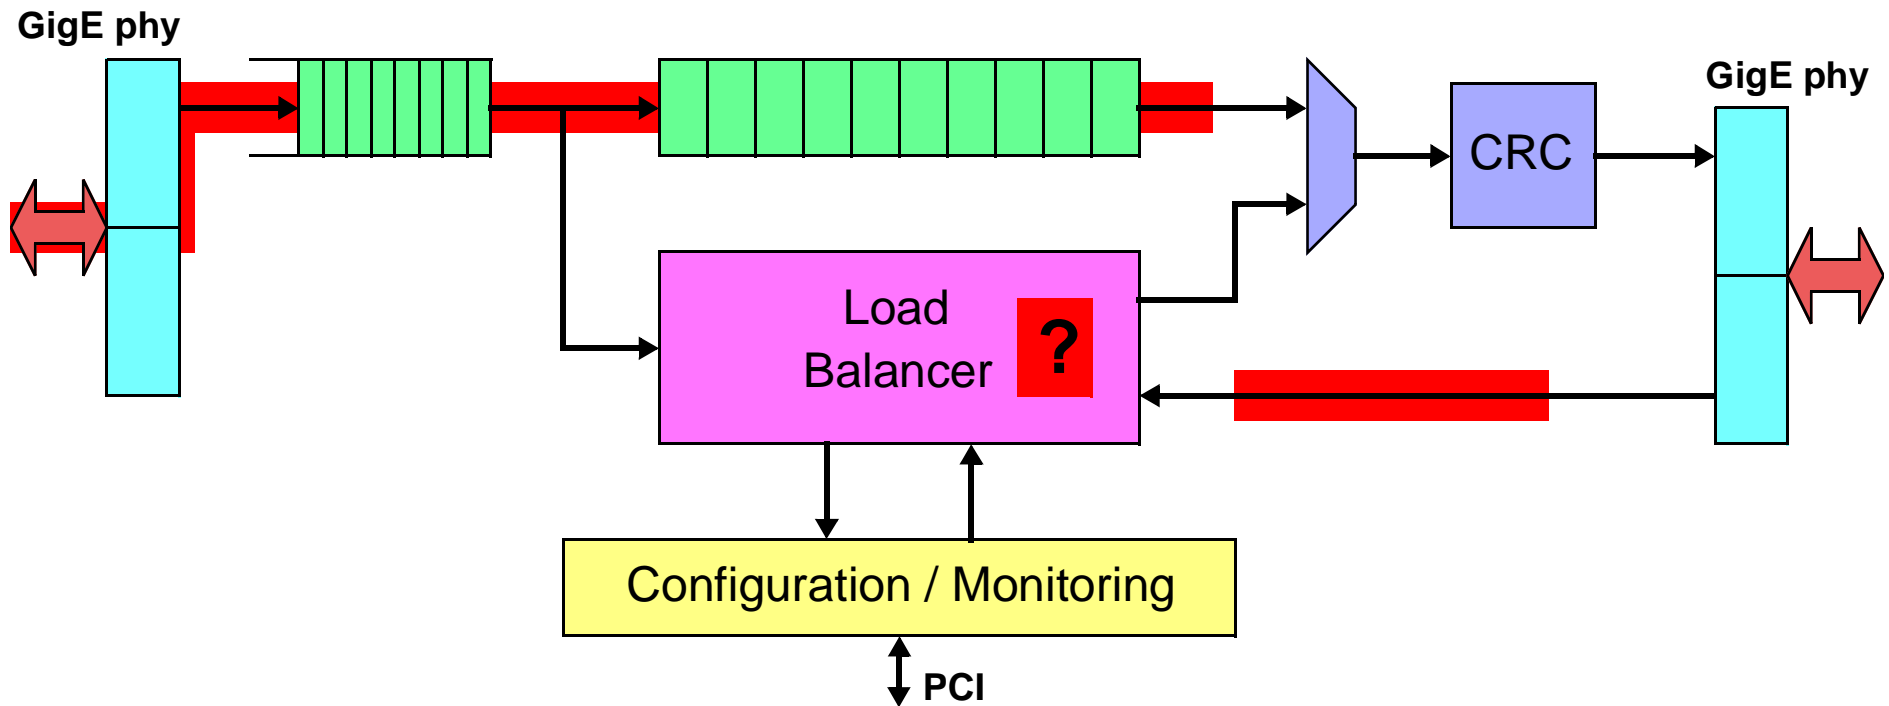 GigE phy
GigE phy
CRC
Load
Balancer
?
Configuration / Monitoring
PCI